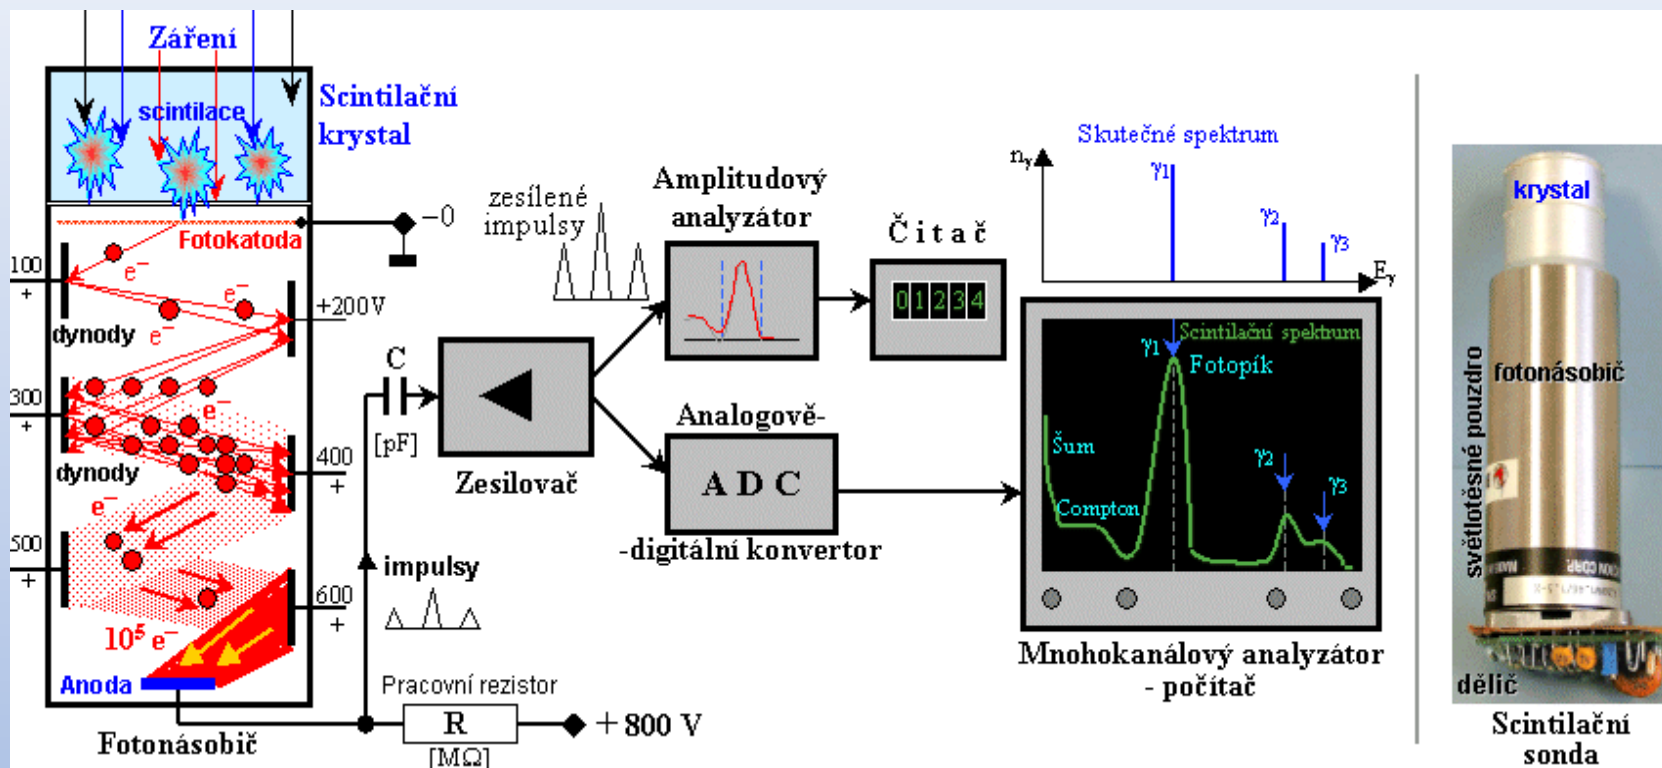 Záření
scintilace
Scintilační
krystal
Fotokatoda
−0
100
+
e−
e−
e−
+200V
dynody
300
+
e−
dynody
400
+
e−
500
+
600
+
10⁵ e−
Anoda
Fotonásobič
impulsy
Pracovní rezistor
R
[MΩ]
+ 800 V
C
[pF]
Zesilovač
zesílené
impulsy
Amplitudový
analyzátor
Čitač
01234
Analogově-
ADC
-digitální konvertor
Skutečné spektrum
nγ
γ1
γ2
γ3
Eγ
Scintilační spektrum
γ1
Fotopík
Šum
γ2
γ3
Compton
Mnohokanálový analyzátor
- počítač
krystal
fotonásobič
světlotěsné pouzdro
dělič
Scintilační
sonda